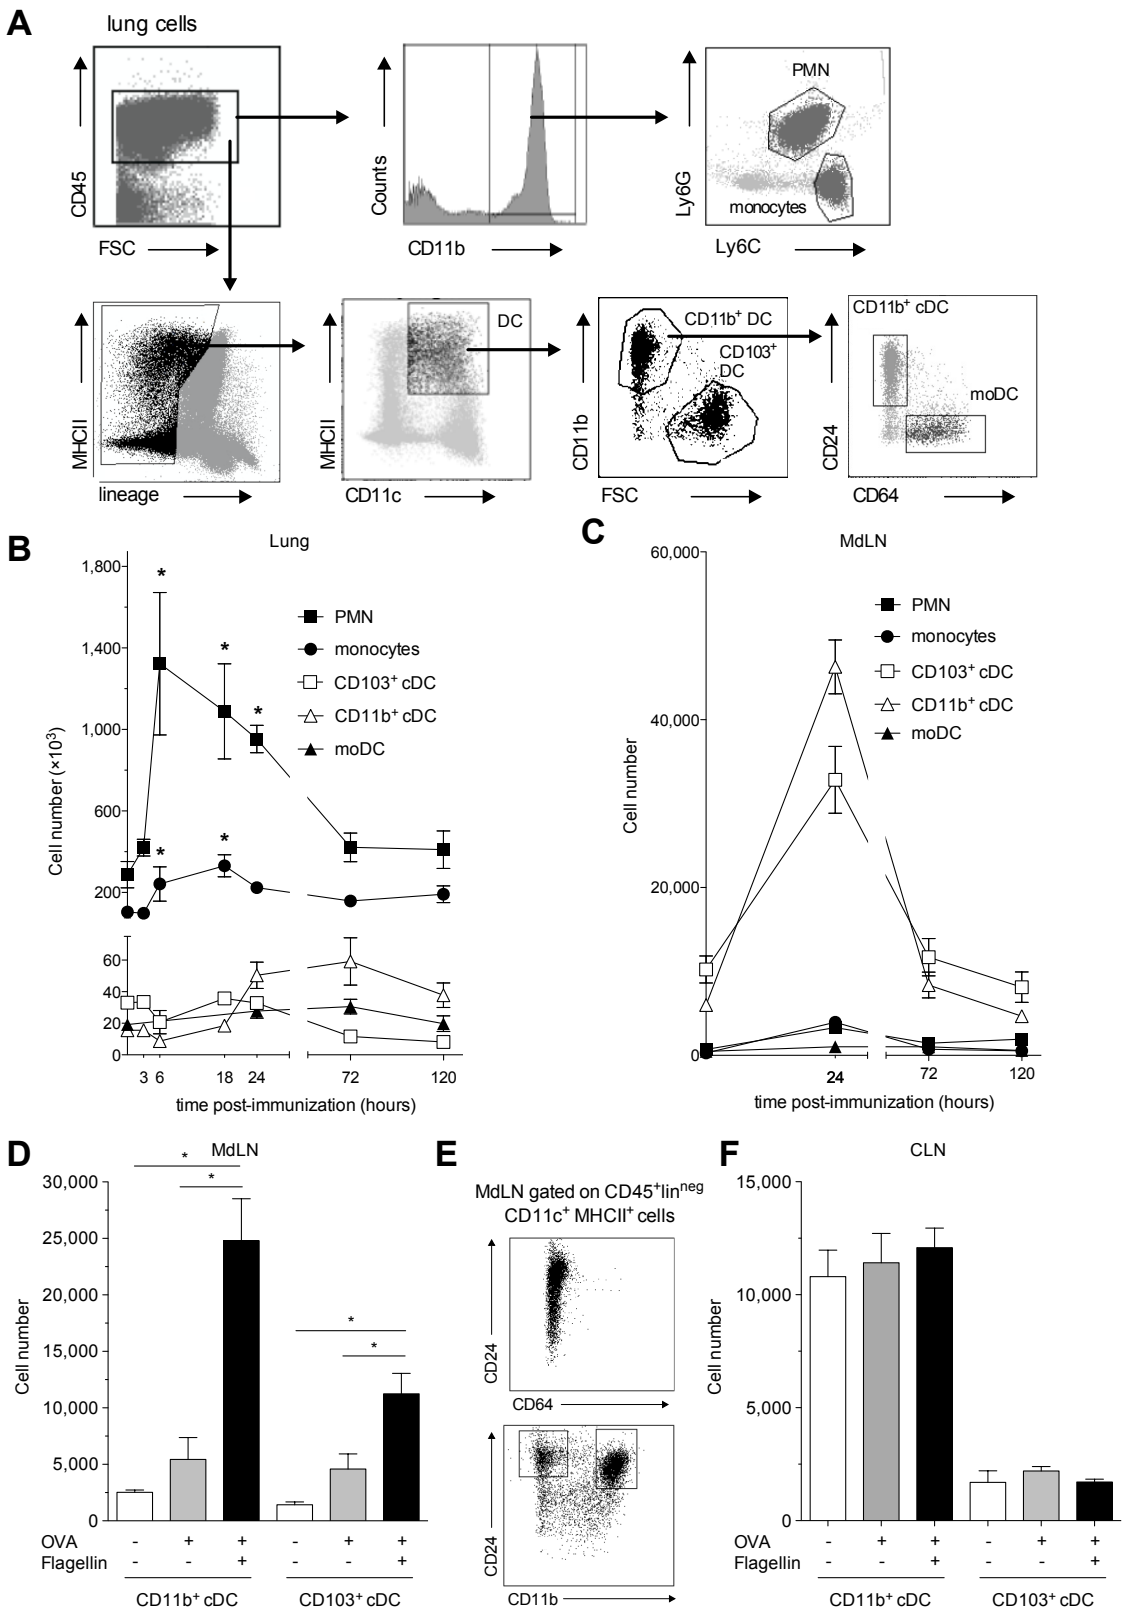 A
lung cells
CD45
FSC
Counts
CD11b
PMN
monocytes
Ly6G
Ly6C
MHCII
lineage
DC
MHCII
CD11c
CD11b⁺ DC
CD103⁺
DC
CD11b
FSC
CD11b⁺ cDC
moDC
CD24
CD64
B
Lung
1,800
1,400
1,000
600
200
60
40
20
0
Cell number (×10³)
*
*
*
*
*
PMN
monocytes
CD103⁺ cDC
CD11b⁺ cDC
moDC
3 6 18 24 72 120
time post-immunization (hours)
C
MdLN
60,000
40,000
20,000
0
Cell number
PMN
monocytes
CD103⁺ cDC
CD11b⁺ cDC
moDC
24 72 120
time post-immunization (hours)
D
MdLN
30,000
25,000
20,000
15,000
10,000
5,000
0
Cell number
*
*
*
*
OVA - + + - + +
Flagellin - - + - - +
CD11b⁺ cDC CD103⁺ cDC
E
MdLN gated on CD45⁺linⁿᵉᵍ
CD11c⁺ MHCII⁺ cells
CD24
CD64
CD24
CD11b
F
CLN
15,000
10,000
5,000
0
Cell number
OVA - + + - + +
Flagellin - - + - - +
CD11b⁺ cDC CD103⁺ cDC